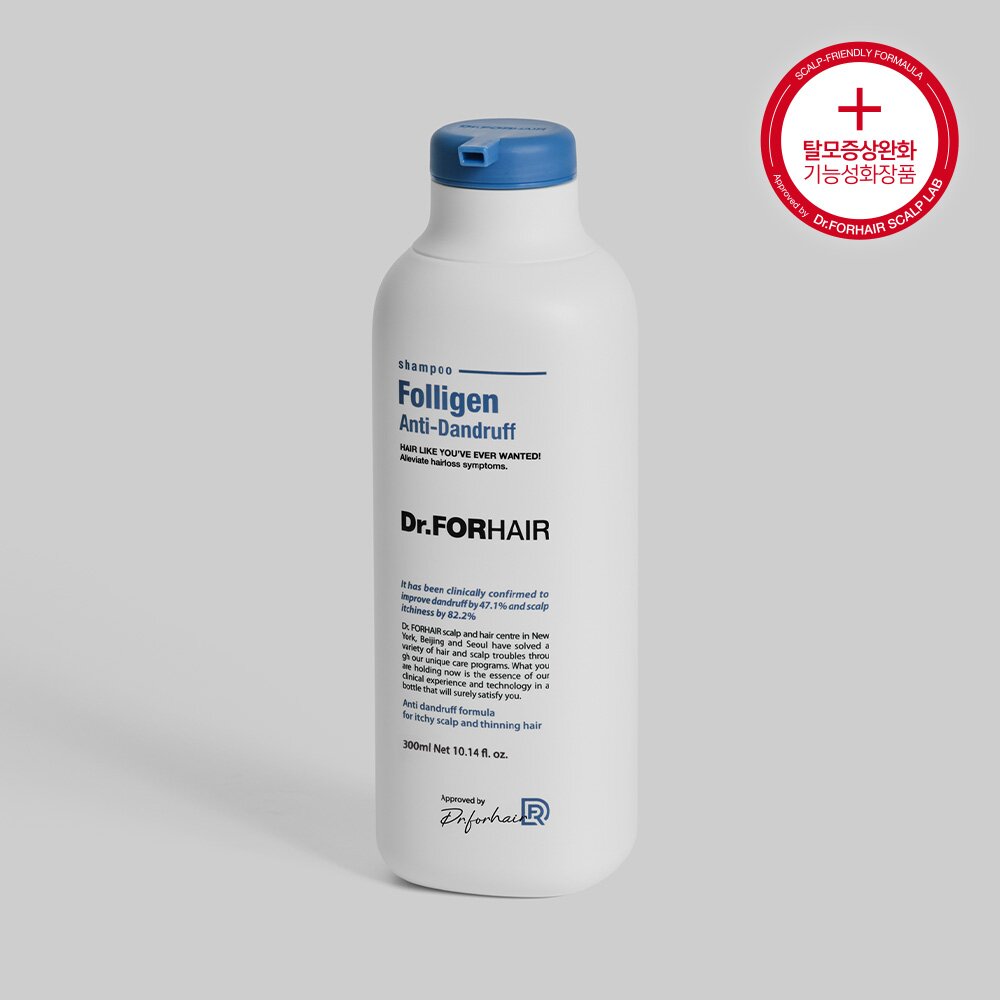 SCALP-FRIENDLY FORMAULA
탈모증상완화
기능성화장품
Approved by Dr.FORHAIR SCALP LAB
Dr.FORHAIR
shampoo
Folligen
Anti-Dandruff
HAIR LIKE YOU'VE EVER WANTED!
Alleviate hairloss symptoms.
Dr.FORHAIR
It has been clinically confirmed to
improve dandruff by 47.1% and scalp
itchiness by 82.2%
Dr. FORHAIR scalp and hair centre in New
York, Beijing and Seoul have solved a
variety of hair and scalp troubles throu
gh our unique care programs. What you
are holding now is the essence of our
clinical experience and technology in a
bottle that will surely satisfy you.
Anti dandruff formula
for itchy scalp and thinning hair
300ml Net 10.14 fl. oz.
Approved by
Dr.forhair